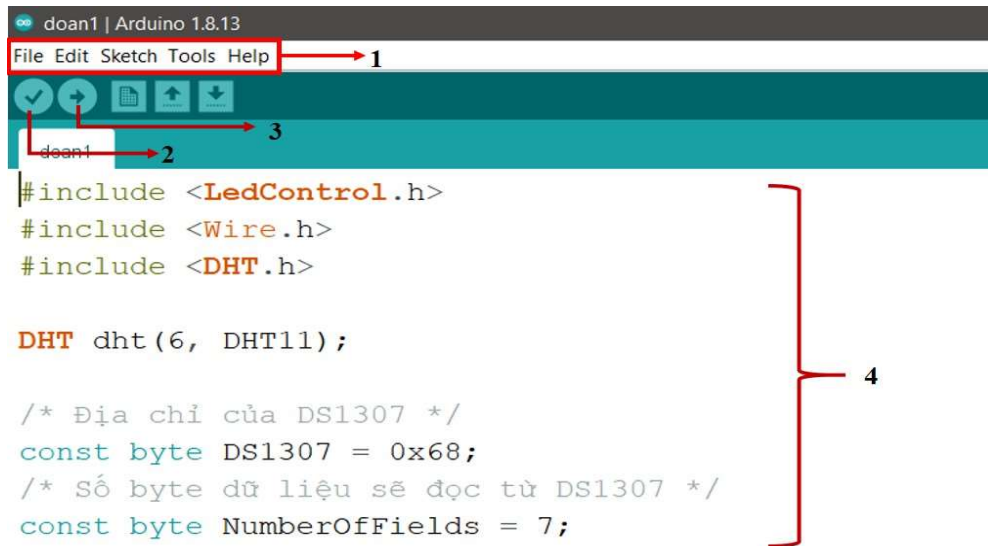 doan1 | Arduino 1.8.13
File Edit Sketch Tools Help
1
3
doan1
2
#include <LedControl.h>
#include <Wire.h>
#include <DHT.h>
DHT dht(6, DHT11);
4
/* Địa chỉ của DS1307 */
const byte DS1307 = 0x68;
/* Số byte dữ liệu sẽ đọc từ DS1307 */
const byte NumberOfFields = 7;